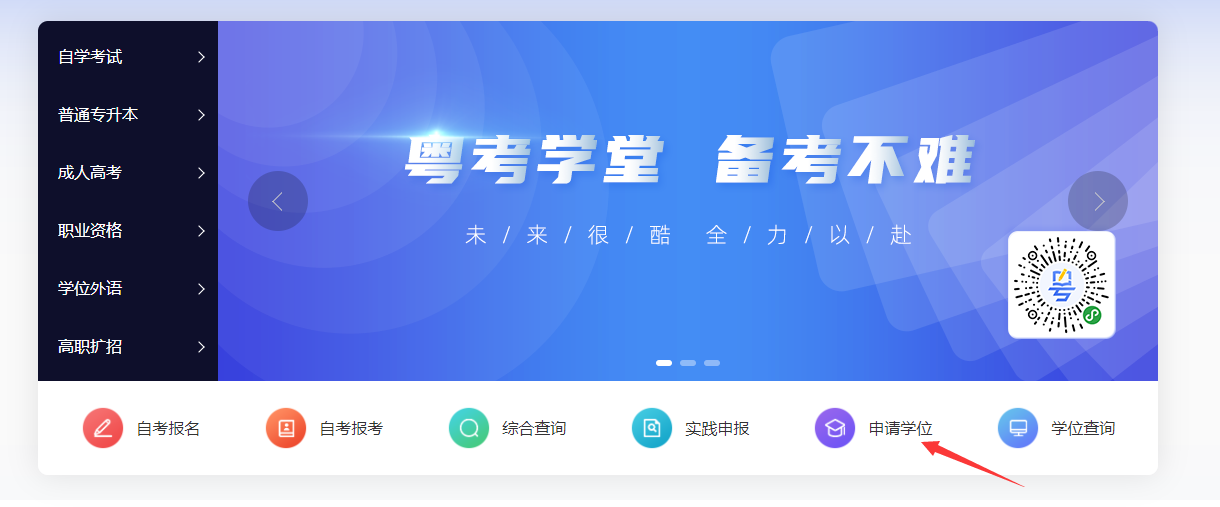 自学考试
普通专升本
成人高考
职业资格
学位外语
高职扩招
粤考学堂 备考不难
未 / 来 / 很 / 酷 全 / 力 / 以 / 赴
粤
自考报名
自考报考
综合查询
实践申报
申请学位
学位查询